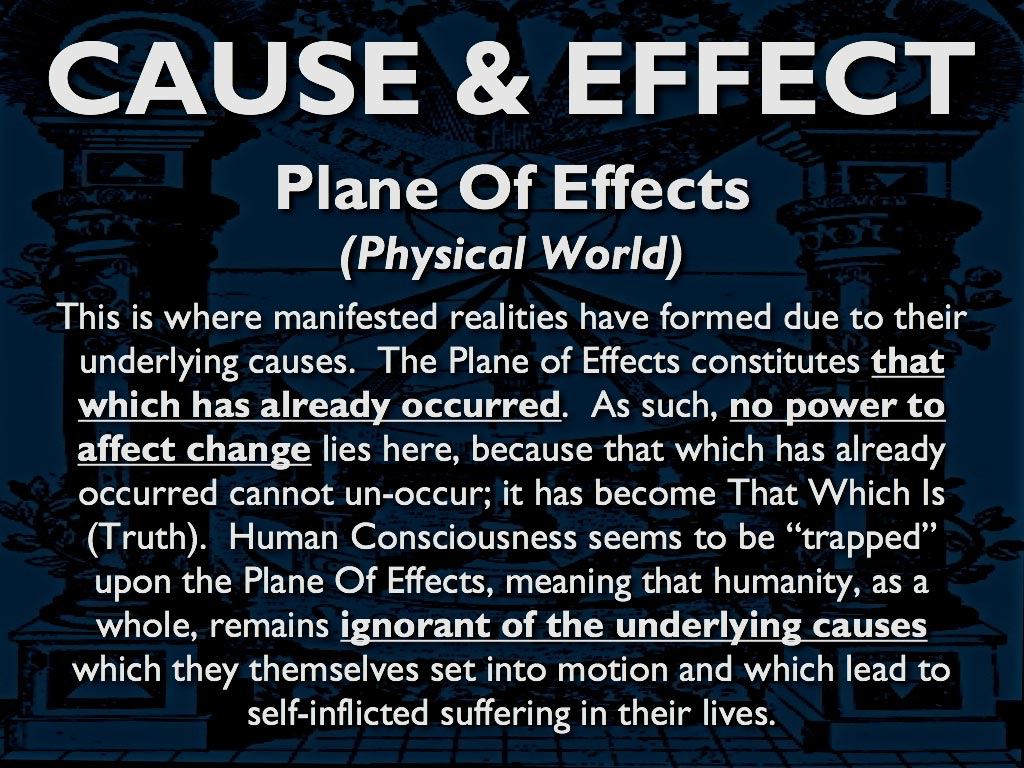 CAUSE & EFFECT
PATER
Plane Of Effects
(Physical World)
This is where manifested realities have formed due to their
underlying causes.  The Plane of Effects constitutes that
which has already occurred.  As such, no power to
affect change lies here, because that which has already
occurred cannot un-occur; it has become That Which Is
(Truth).  Human Consciousness seems to be “trapped”
upon the Plane Of Effects, meaning that humanity, as a
whole, remains ignorant of the underlying causes
which they themselves set into motion and which lead to
self-inflicted suffering in their lives.